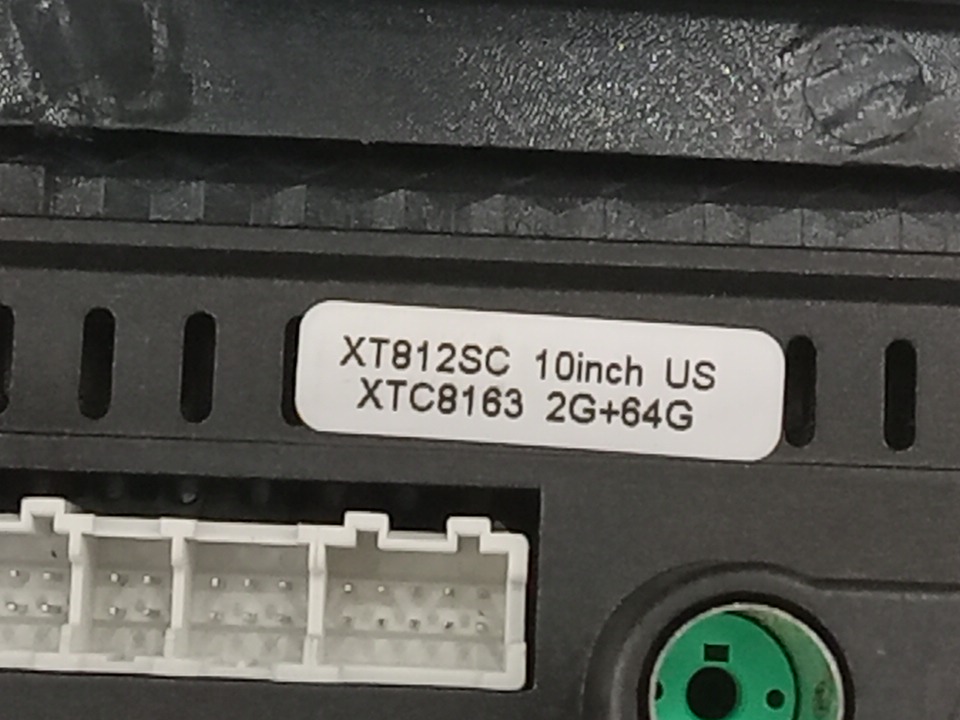 XT812SC 10inch US
XTC8163 2G+64G